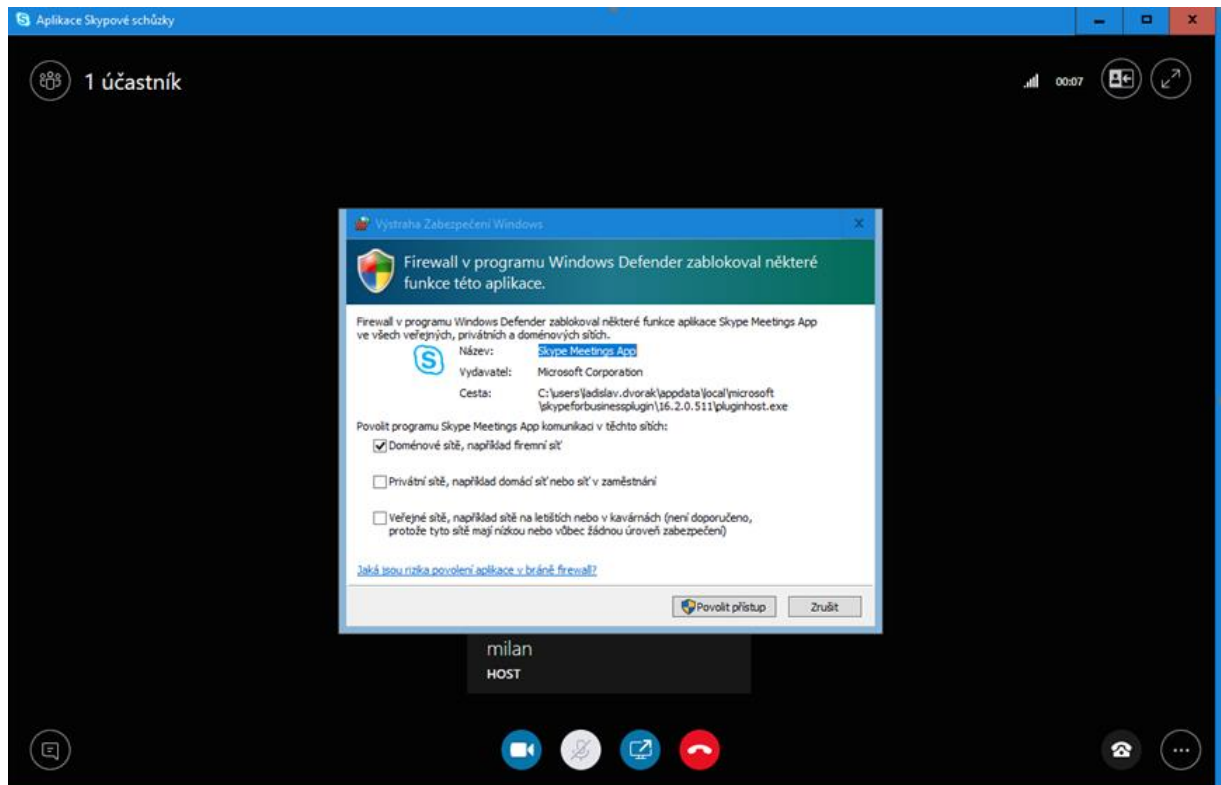 Aplikace Skypové schůzky
1 účastník
00:07
Výstraha Zabezpečení Windows
Firewall v programu Windows Defender zablokoval některé
funkce této aplikace.
Firewall v programu Windows Defender zablokoval některé funkce aplikace Skype Meetings App
ve všech veřejných, privátních a doménových sítích.
Název: Skype Meetings App
Vydavatel: Microsoft Corporation
Cesta: C:\users\ladislav.dvorak\appdata\local\microsoft
\skypeforbusinessplugin\16.2.0.511\pluginhost.exe
Povolit programu Skype Meetings App komunikaci v těchto sítích:
Doménové sítě, například firemní síť
Privátní sítě, například domácí síť nebo síť v zaměstnání
Veřejné sítě, například sítě na letištích nebo v kavárnách (není doporučeno,
protože tyto sítě mají nízkou nebo vůbec žádnou úroveň zabezpečení)
Jaká jsou rizika povolení aplikace v bráně firewall?
Povolit přístup
Zrušit
milan
HOST